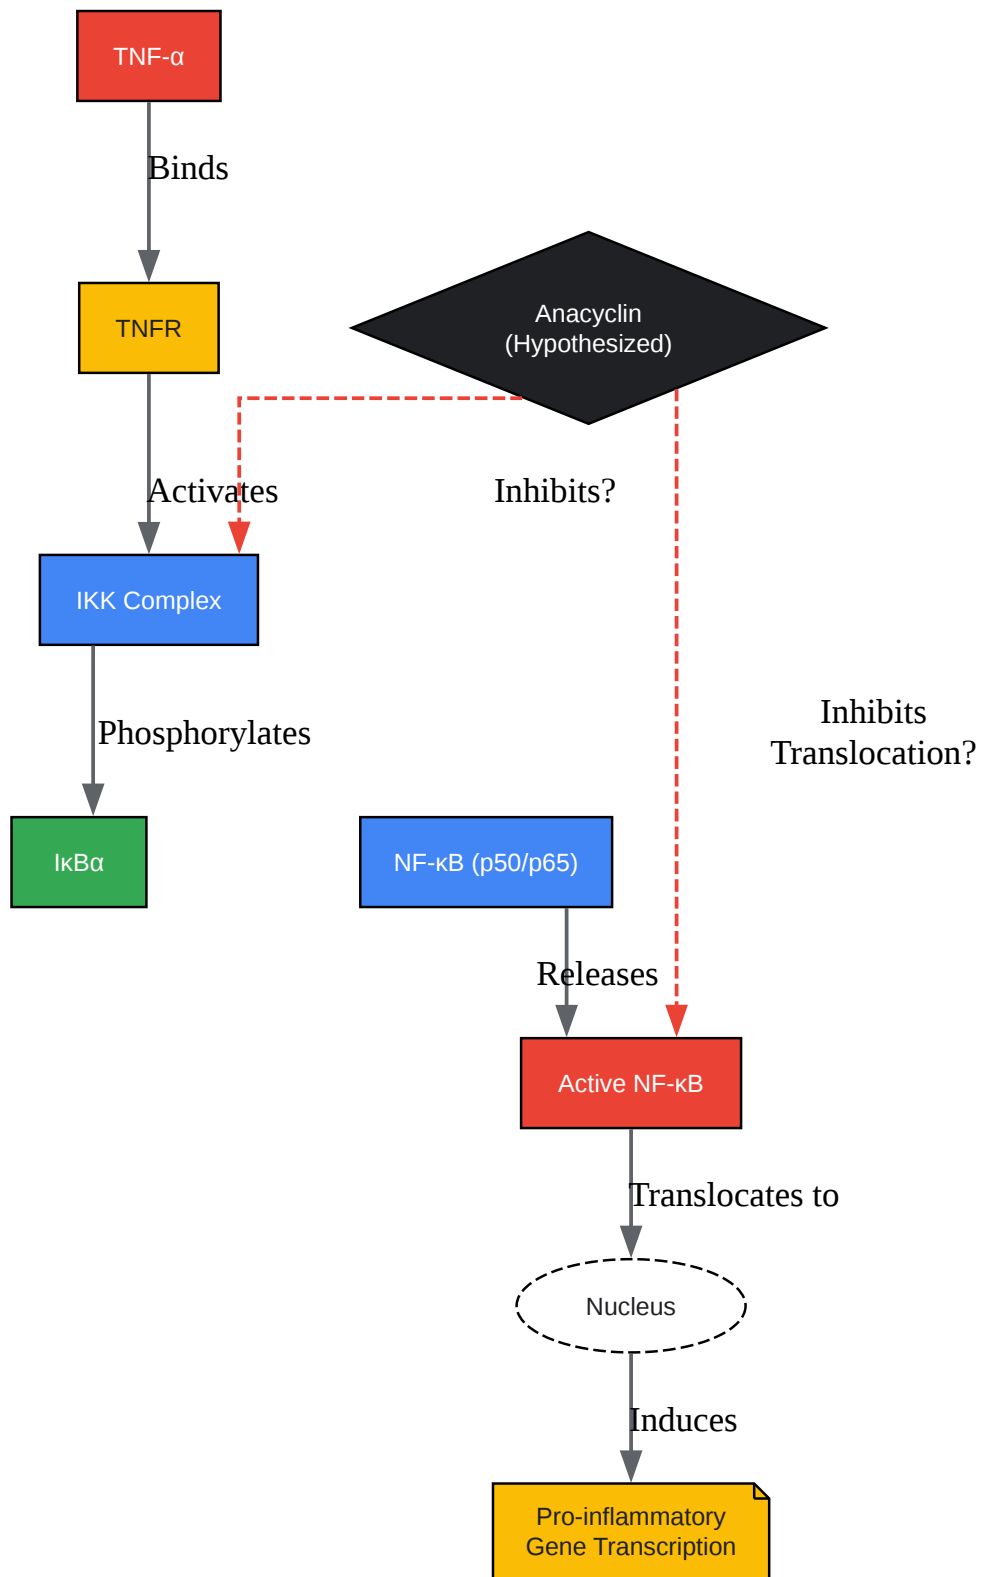 TNF-α
Binds
TNFR
Anacyclin
(Hypothesized)
Activates
Inhibits?
IKK Complex
Phosphorylates
Inhibits
Translocation?
IκBα
NF-κB (p50/p65)
Releases
Active NF-κB
Translocates to
Nucleus
Induces
Pro-inflammatory
Gene Transcription